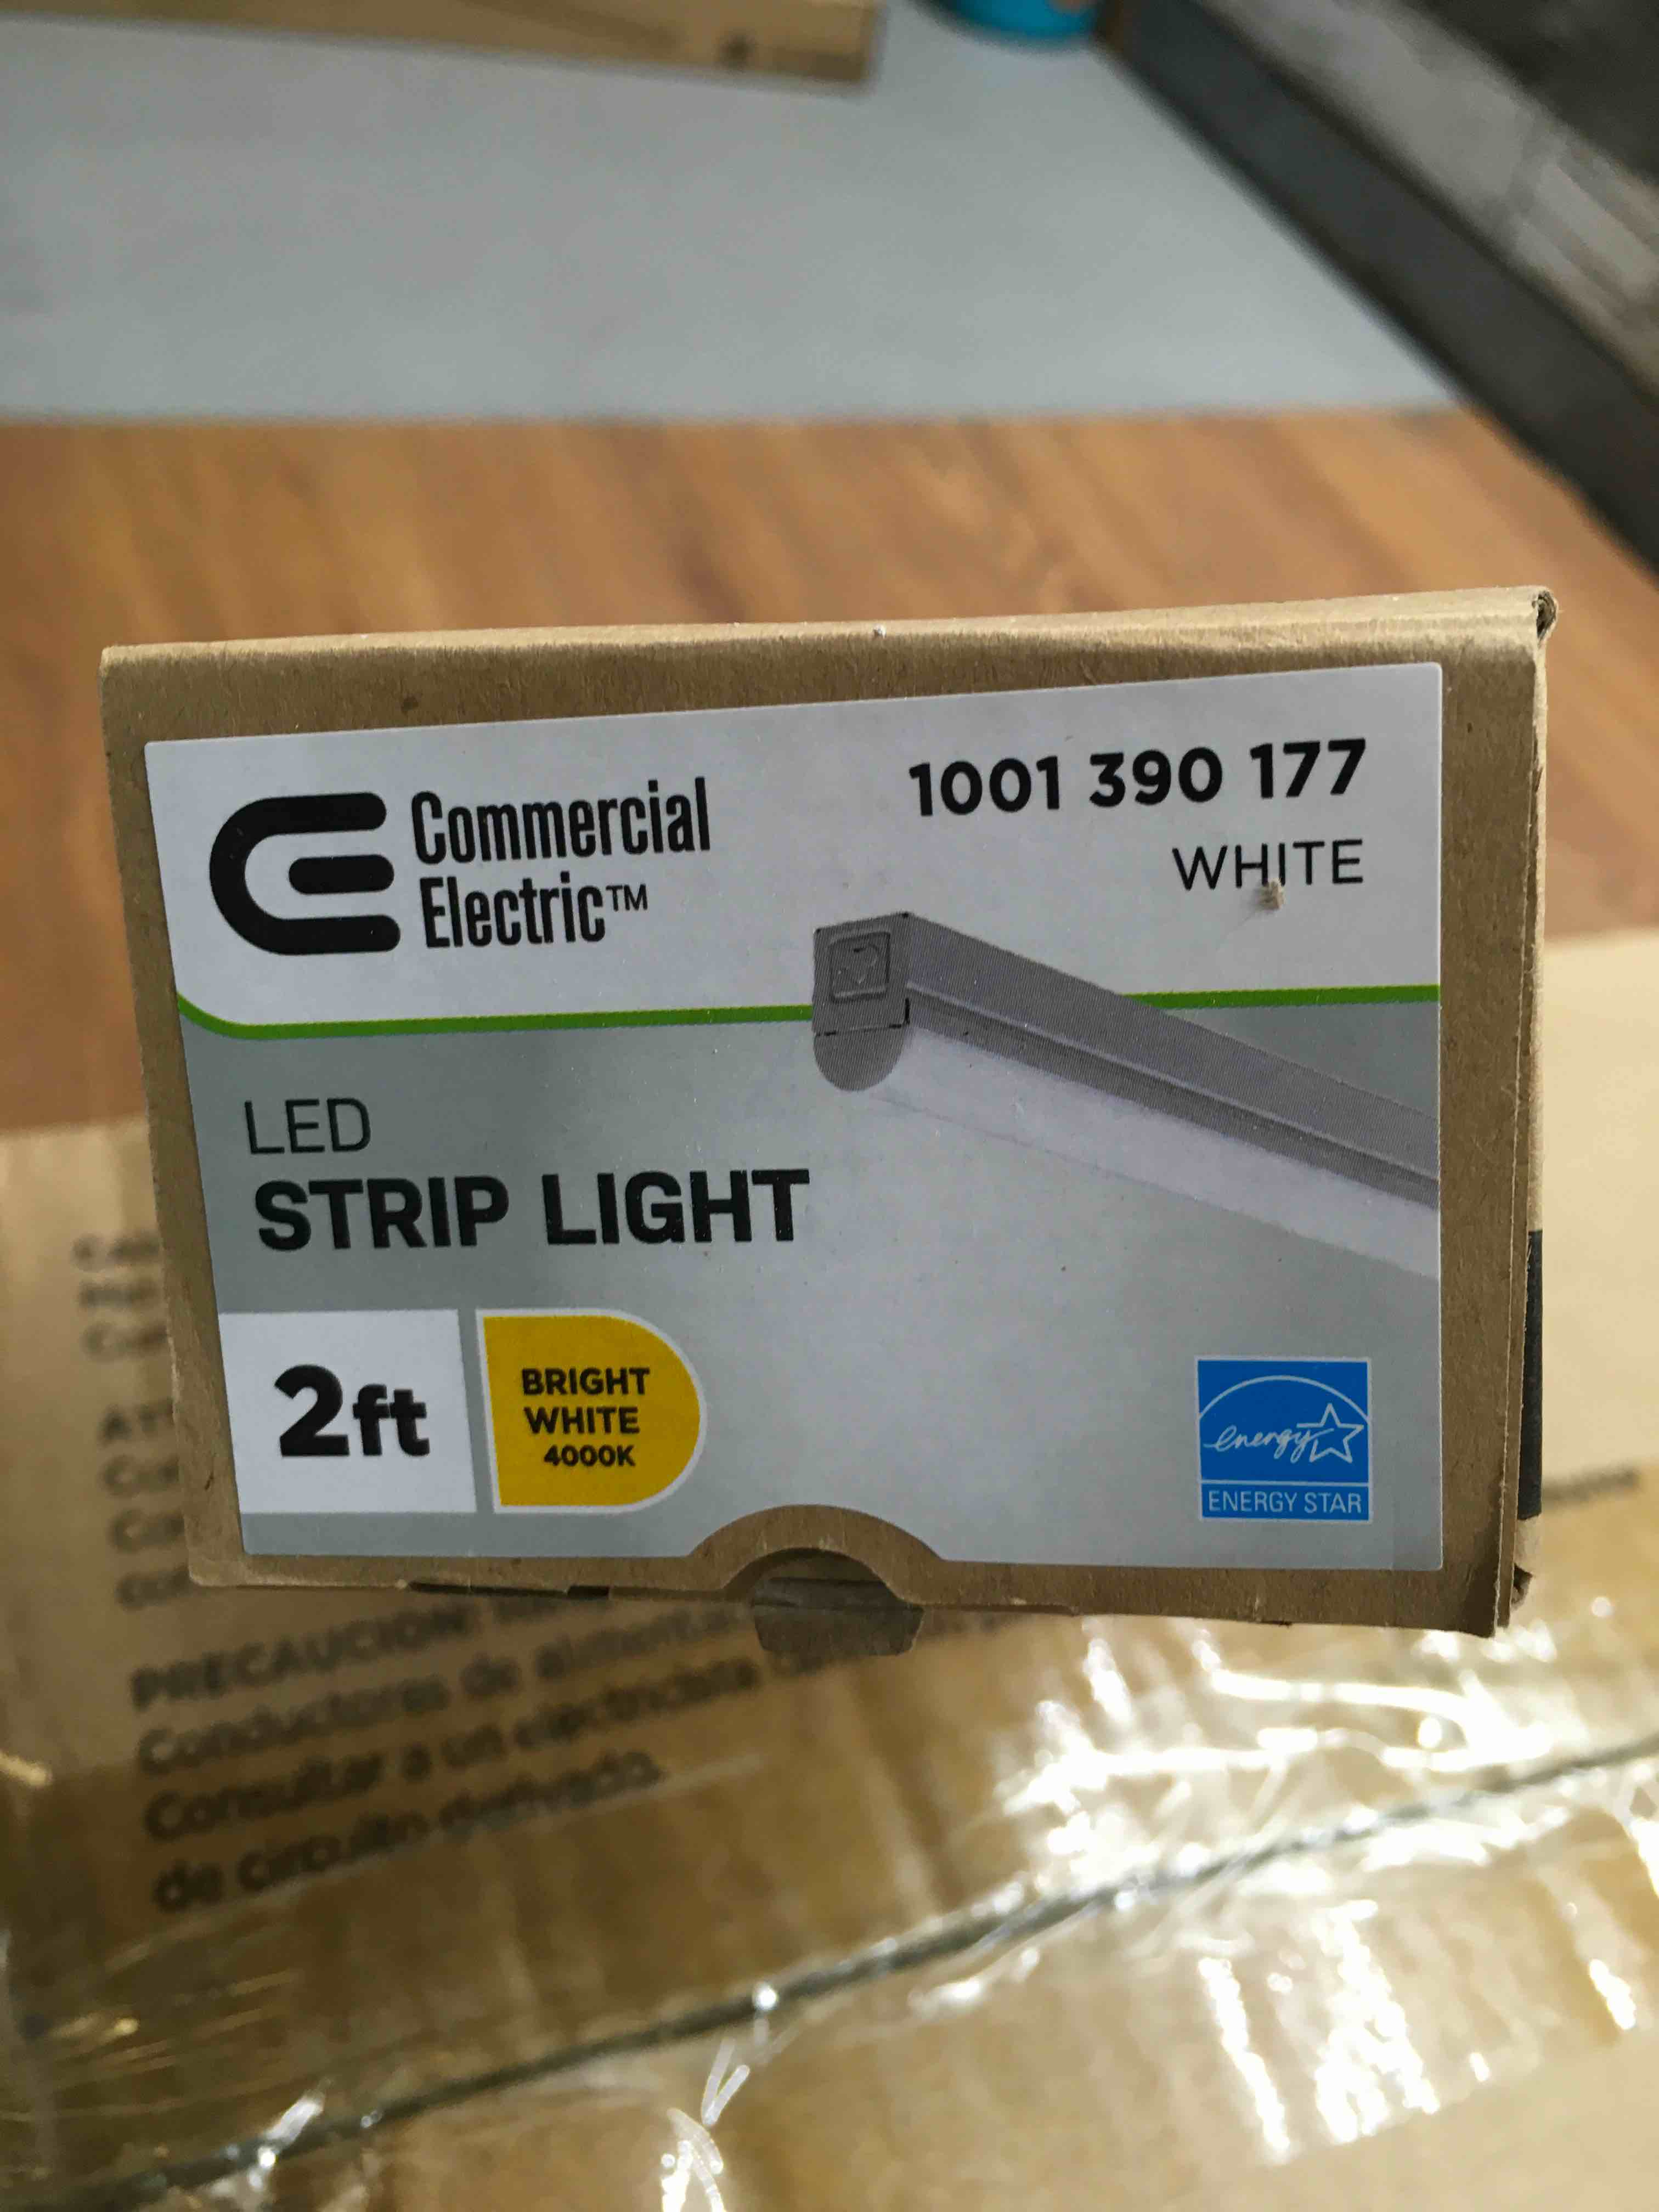 Commercial
Electric™
1001 390 177
WHITE
LED
STRIP LIGHT
2ft
BRIGHT
WHITE
4000K
energy
ENERGY STAR
PRECAUCION:
Conductores de
Consultar a un electricista
de circuito derivado.